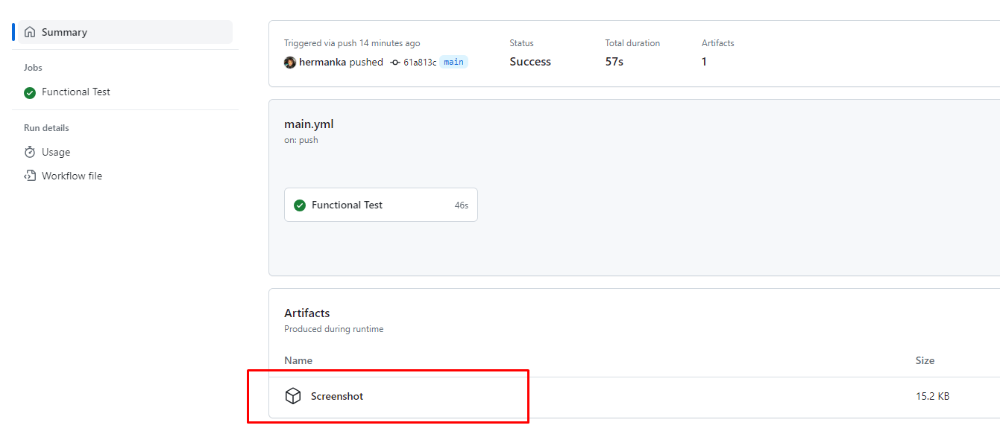 Summary
Jobs
Functional Test
Run details
Usage
Workflow file
Triggered via push 14 minutes ago
hermanka pushed 61a813c main
Status
Success
Total duration
57s
Artifacts
1
main.yml
on: push
Functional Test 46s
Artifacts
Produced during runtime
Name Size
Screenshot 15.2 KB